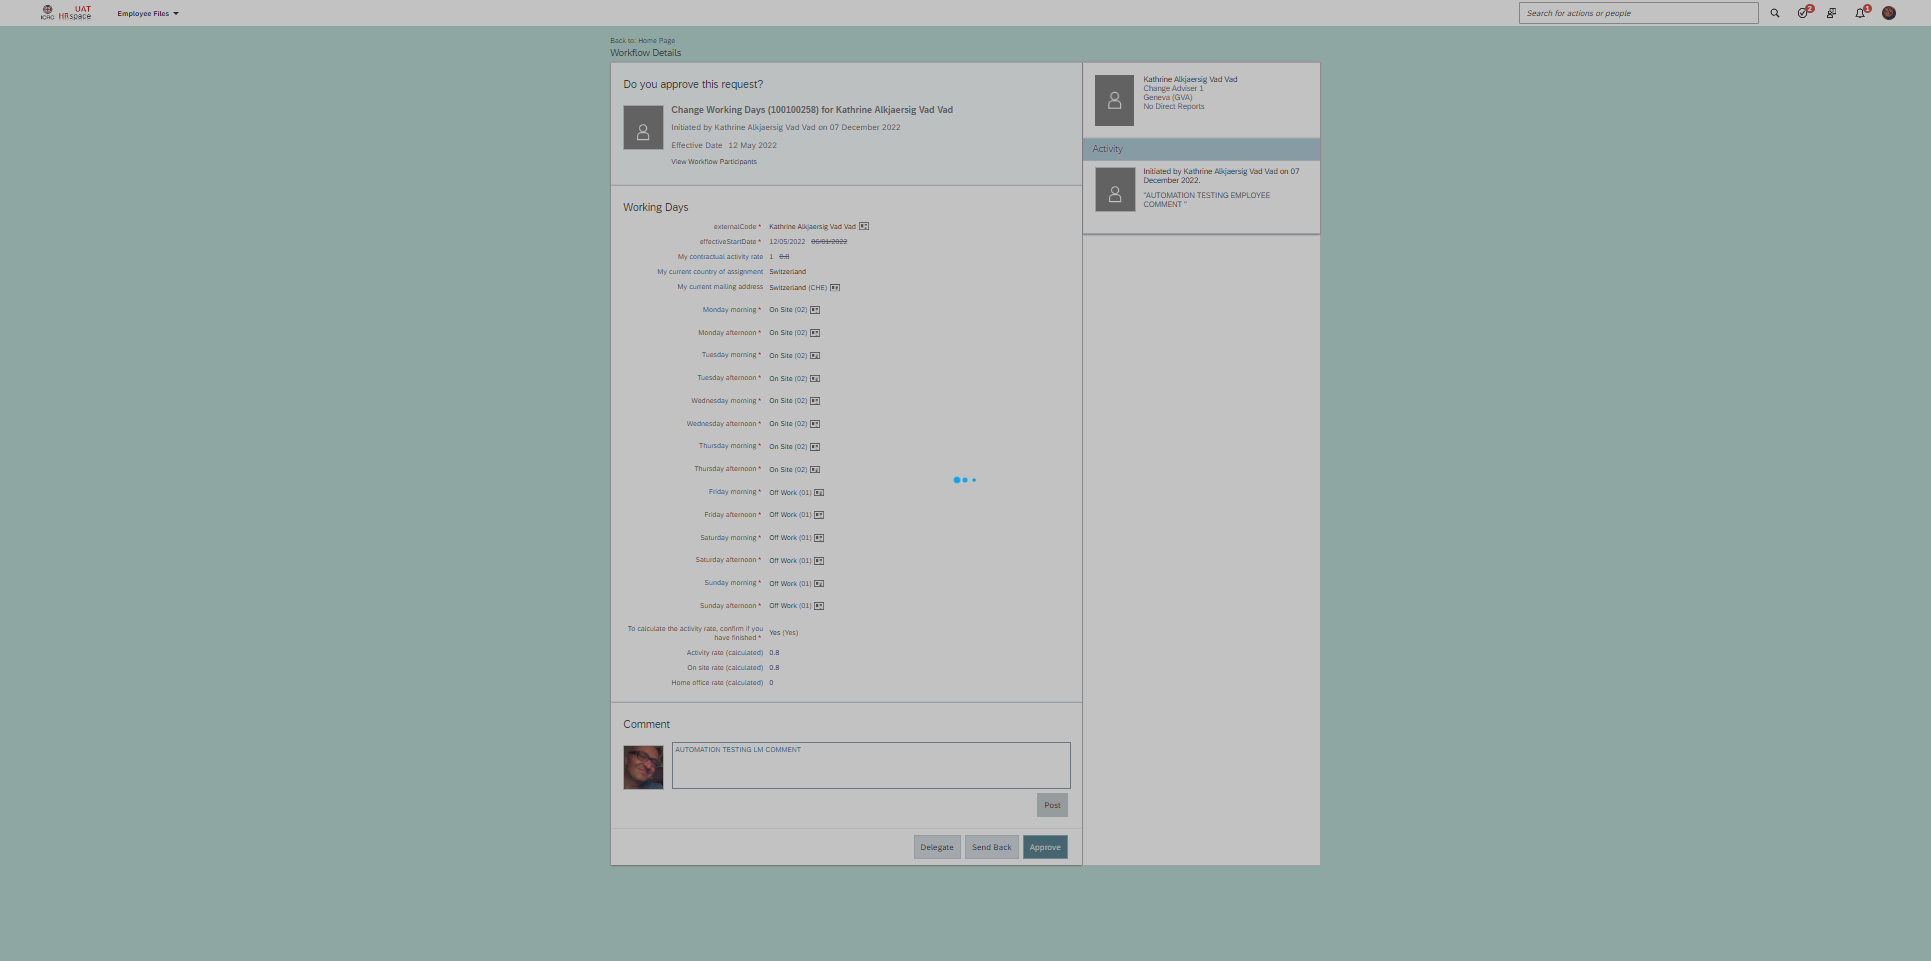 ICRC
UAT
HRspace
Employee Files
Search for actions or people
2
1
Back to: Home Page
Workflow Details
Do you approve this request?
Change Working Days (100100258) for Kathrine Alkjaersig Vad Vad
Initiated by Kathrine Alkjaersig Vad Vad on 07 December 2022
Effective Date 12 May 2022
View Workflow Participants
Kathrine Alkjaersig Vad Vad
Change Adviser 1
Geneva (GVA)
No Direct Reports
Activity
Initiated by Kathrine Alkjaersig Vad Vad on 07
December 2022.
"AUTOMATION TESTING EMPLOYEE
COMMENT "
Working Days
externalCode * Kathrine Alkjaersig Vad Vad
effectiveStartDate * 12/05/2022 06/01/2022
My contractual activity rate 1 0.8
My current country of assignment Switzerland
My current mailing address Switzerland (CHE)
Monday morning * On Site (02)
Monday afternoon * On Site (02)
Tuesday morning * On Site (02)
Tuesday afternoon * On Site (02)
Wednesday morning * On Site (02)
Wednesday afternoon * On Site (02)
Thursday morning * On Site (02)
Thursday afternoon * On Site (02)
Friday morning * Off Work (01)
Friday afternoon * Off Work (01)
Saturday morning * Off Work (01)
Saturday afternoon * Off Work (01)
Sunday morning * Off Work (01)
Sunday afternoon * Off Work (01)
To calculate the activity rate, confirm if you
have finished * Yes (Yes)
Activity rate (calculated) 0.8
On site rate (calculated) 0.8
Home office rate (calculated) 0
Comment
AUTOMATION TESTING LM COMMENT
Post
Delegate
Send Back
Approve